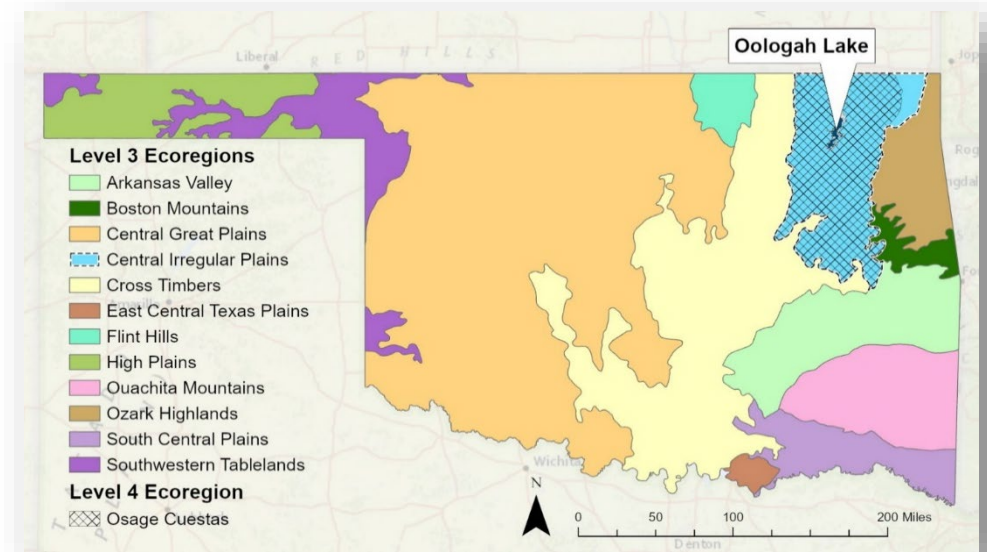 Liberal
RED HILLS
Oologah Lake
Level 3 Ecoregions
Arkansas Valley
Boston Mountains
Central Great Plains
Central Irregular Plains
Cross Timbers
East Central Texas Plains
Flint Hills
High Plains
Ouachita Mountains
Ozark Highlands
South Central Plains
Southwestern Tablelands
Level 4 Ecoregion
Osage Cuestas
Wichita
N
0 50 100 200 Miles
Denton